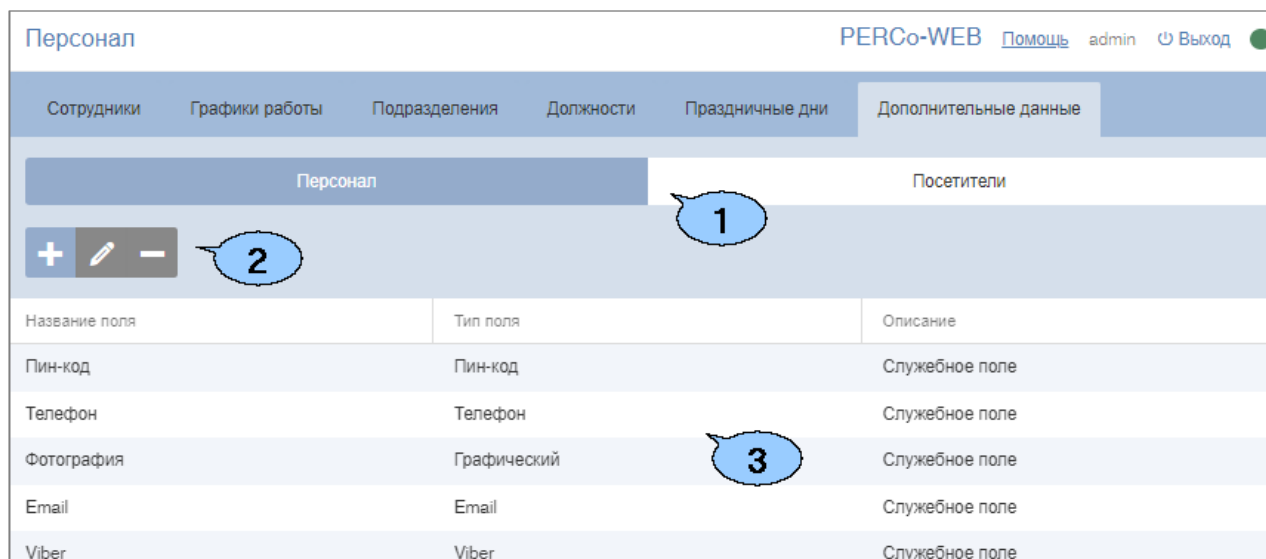 Персонал PERCo-WEB Помощь admin Выход
Сотрудники Графики работы Подразделения Должности Праздничные дни Дополнительные данные
Персонал Посетители
1
2
Название поля Тип поля Описание
Пин-код Пин-код Служебное поле
Телефон Телефон Служебное поле
Фотография Графический 3 Служебное поле
Email Email Служебное поле
Viber Viber Служебное поле